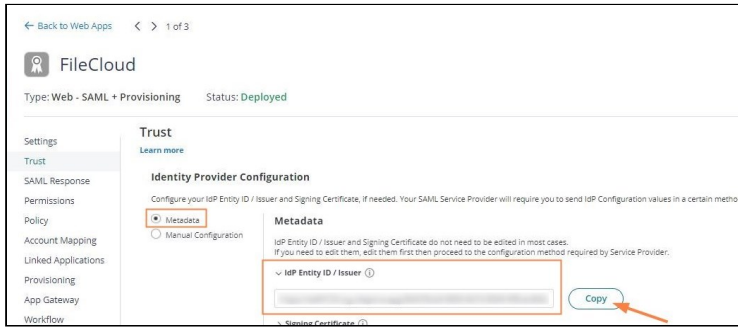 ← Back to Web Apps < > 1 of 3
FileCloud
Type: Web - SAML + Provisioning Status: Deployed
Settings
Trust
SAML Response
Permissions
Policy
Account Mapping
Linked Applications
Provisioning
App Gateway
Workflow
Trust
Learn more
Identity Provider Configuration
Configure your IdP Entity ID / Issuer and Signing Certificate, if needed. Your SAML Service Provider will require you to send IdP Configuration values in a certain metho
Metadata
Manual Configuration
Metadata
IdP Entity ID / Issuer and Signing Certificate do not need to be edited in most cases.
If you need to edit them, edit them first then proceed to the configuration method required by Service Provider.
IdP Entity ID / Issuer
Copy
Signing Certificate